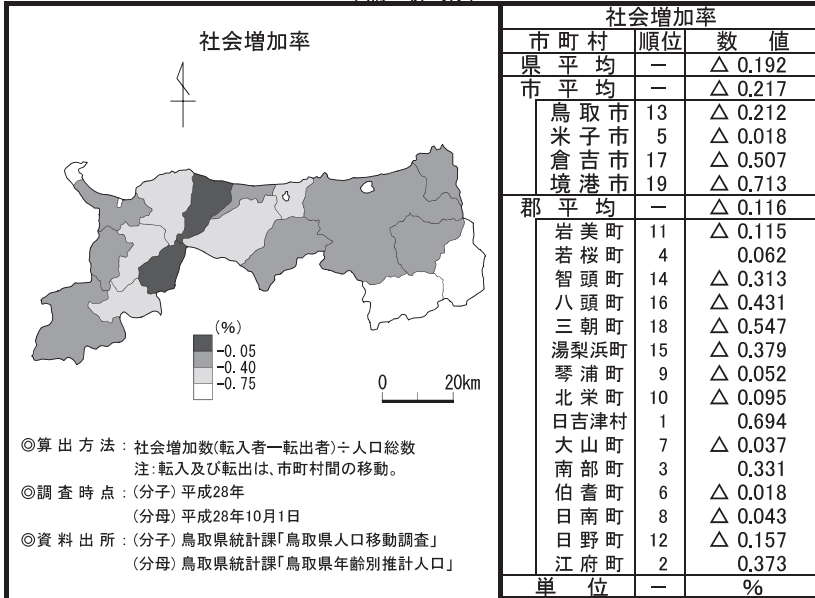 社会増加率
(%)
-0.05
-0.40
-0.75
0 20km
◎算出方法：社会増加数(転入者ー転出者)÷人口総数
注：転入及び転出は、市町村間の移動。
◎調査時点：(分子)平成28年
(分母)平成28年10月1日
◎資料出所：(分子)鳥取県統計課「鳥取県人口移動調査」
(分母)鳥取県統計課「鳥取県年齢別推計人口」
社会増加率
市町村 順位 数値
県平均 － △ 0.192
市平均 － △ 0.217
鳥取市 13 △ 0.212
米子市 5 △ 0.018
倉吉市 17 △ 0.507
境港市 19 △ 0.713
郡平均 － △ 0.116
岩美町 11 △ 0.115
若桜町 4 0.062
智頭町 14 △ 0.313
八頭町 16 △ 0.431
三朝町 18 △ 0.547
湯梨浜町 15 △ 0.379
琴浦町 9 △ 0.052
北栄町 10 △ 0.095
日吉津村 1 0.694
大山町 7 △ 0.037
南部町 3 0.331
伯耆町 6 △ 0.018
日南町 8 △ 0.043
日野町 12 △ 0.157
江府町 2 0.373
単位 － %